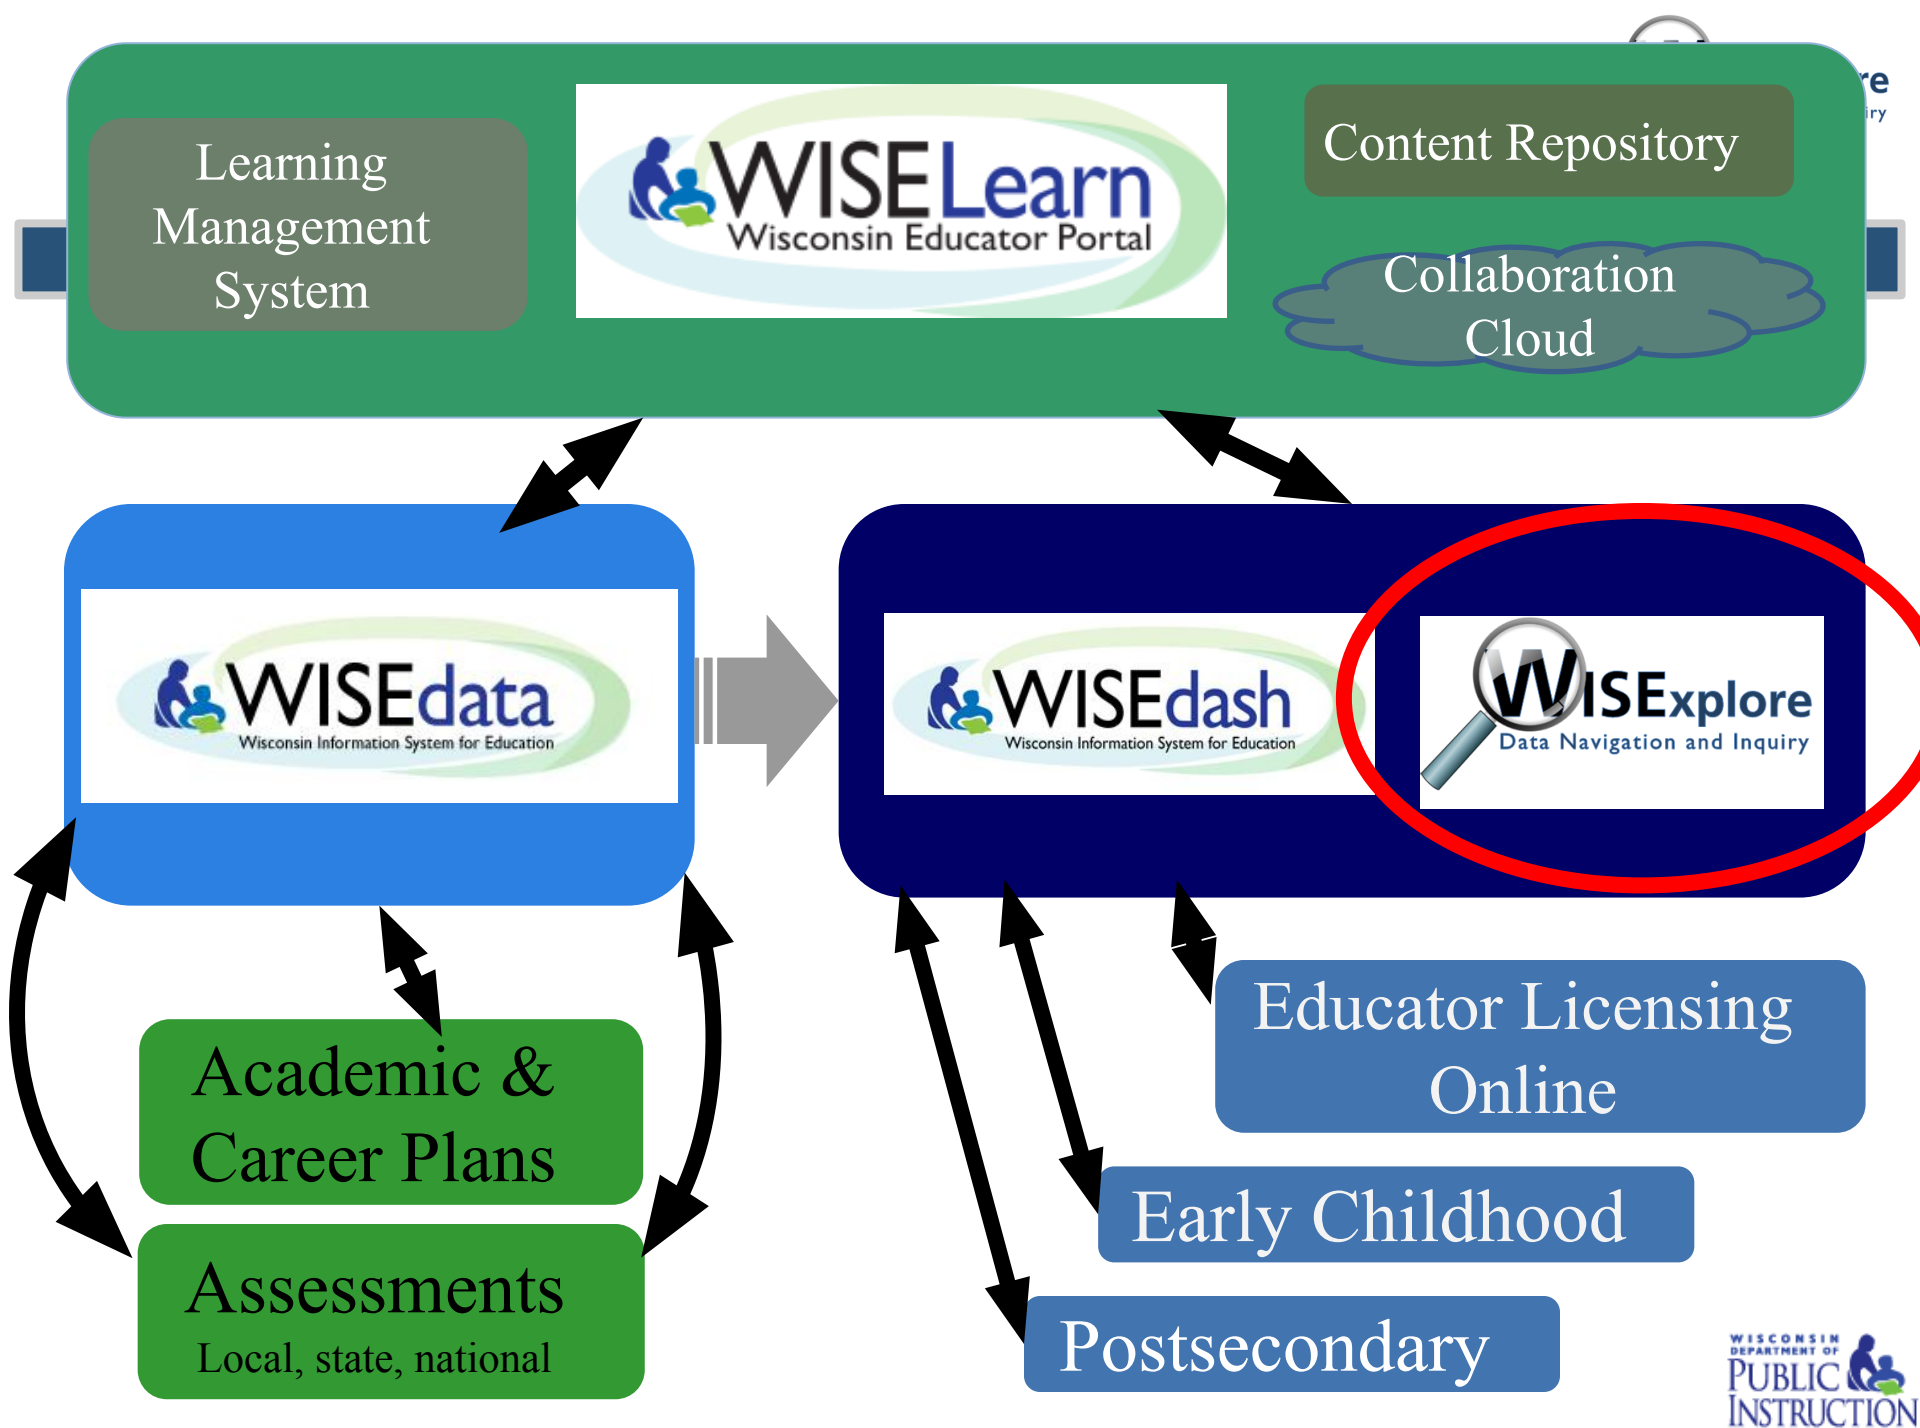 re
iry
Learning
Management
System
WISELearn
Wisconsin Educator Portal
Content Repository
Collaboration
Cloud
WISEdata
Wisconsin Information System for Education
WISEdash
Wisconsin Information System for Education
WISExplore
Data Navigation and Inquiry
Academic &
Career Plans
Assessments
Local, state, national
Educator Licensing
Online
Early Childhood
Postsecondary
WISCONSIN
DEPARTMENT OF
PUBLIC
INSTRUCTION